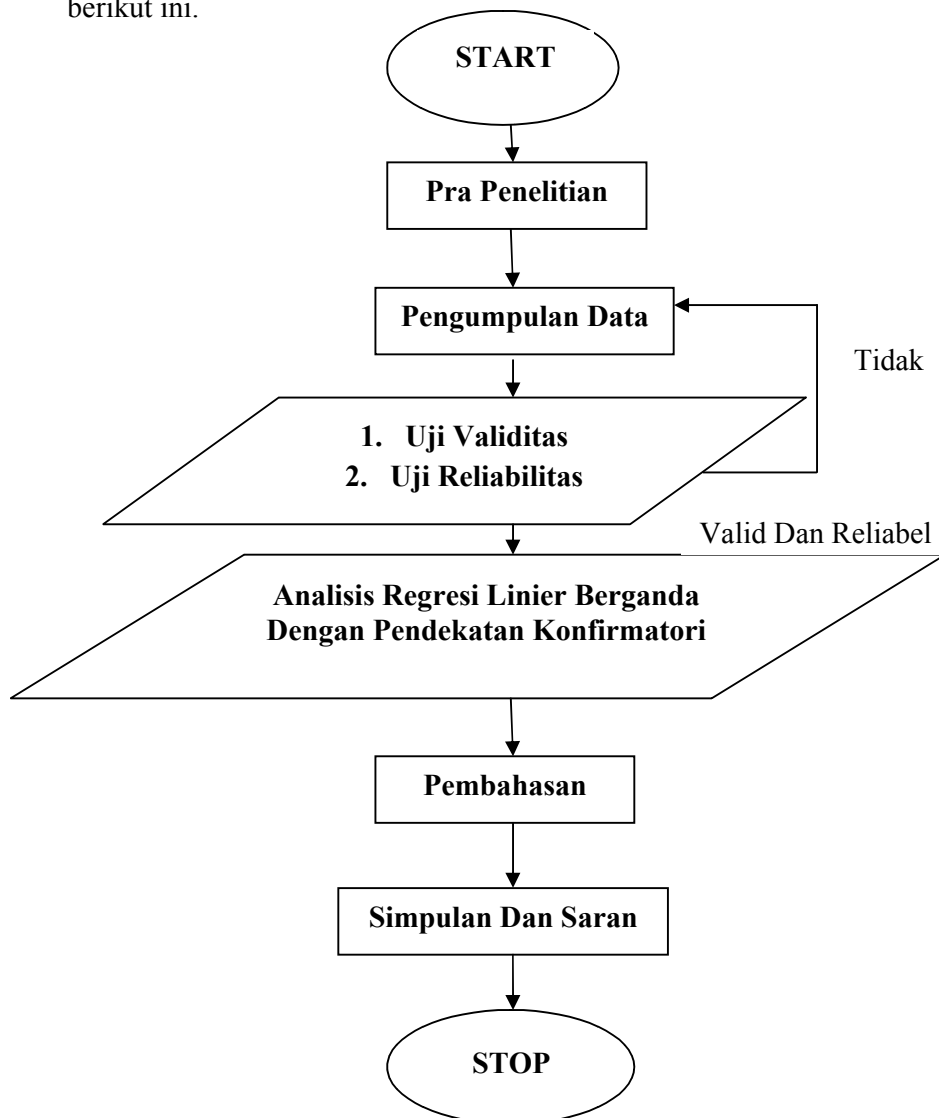 berikut ini.
START
Pra Penelitian
Pengumpulan Data
Tidak
1. Uji Validitas
2. Uji Reliabilitas
Valid Dan Reliabel
Analisis Regresi Linier Berganda
Dengan Pendekatan Konfirmatori
Pembahasan
Simpulan Dan Saran
STOP